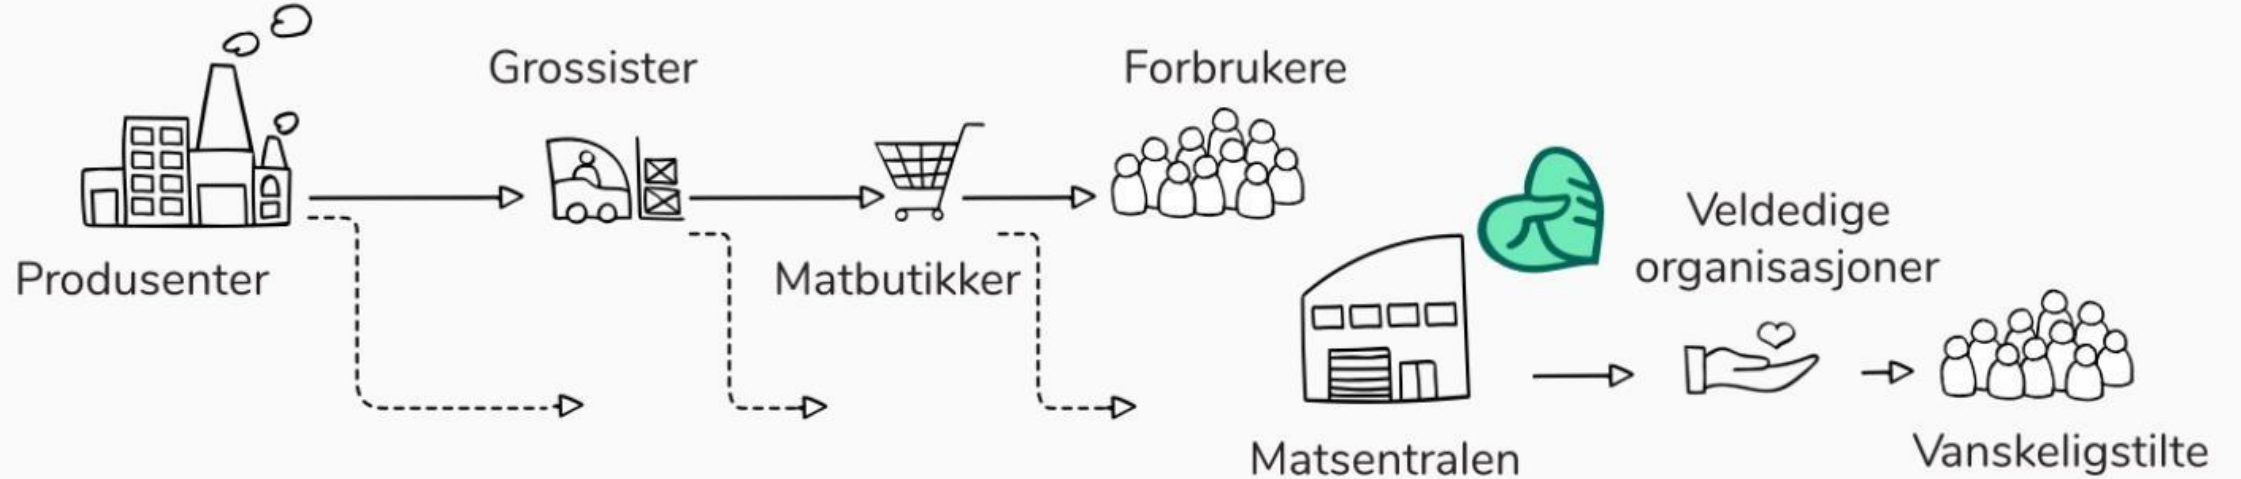 Produsenter
Grossister
Matbutikker
Forbrukere
Matsentralen
Veldedige
organisasjoner
Vanskeligstilte